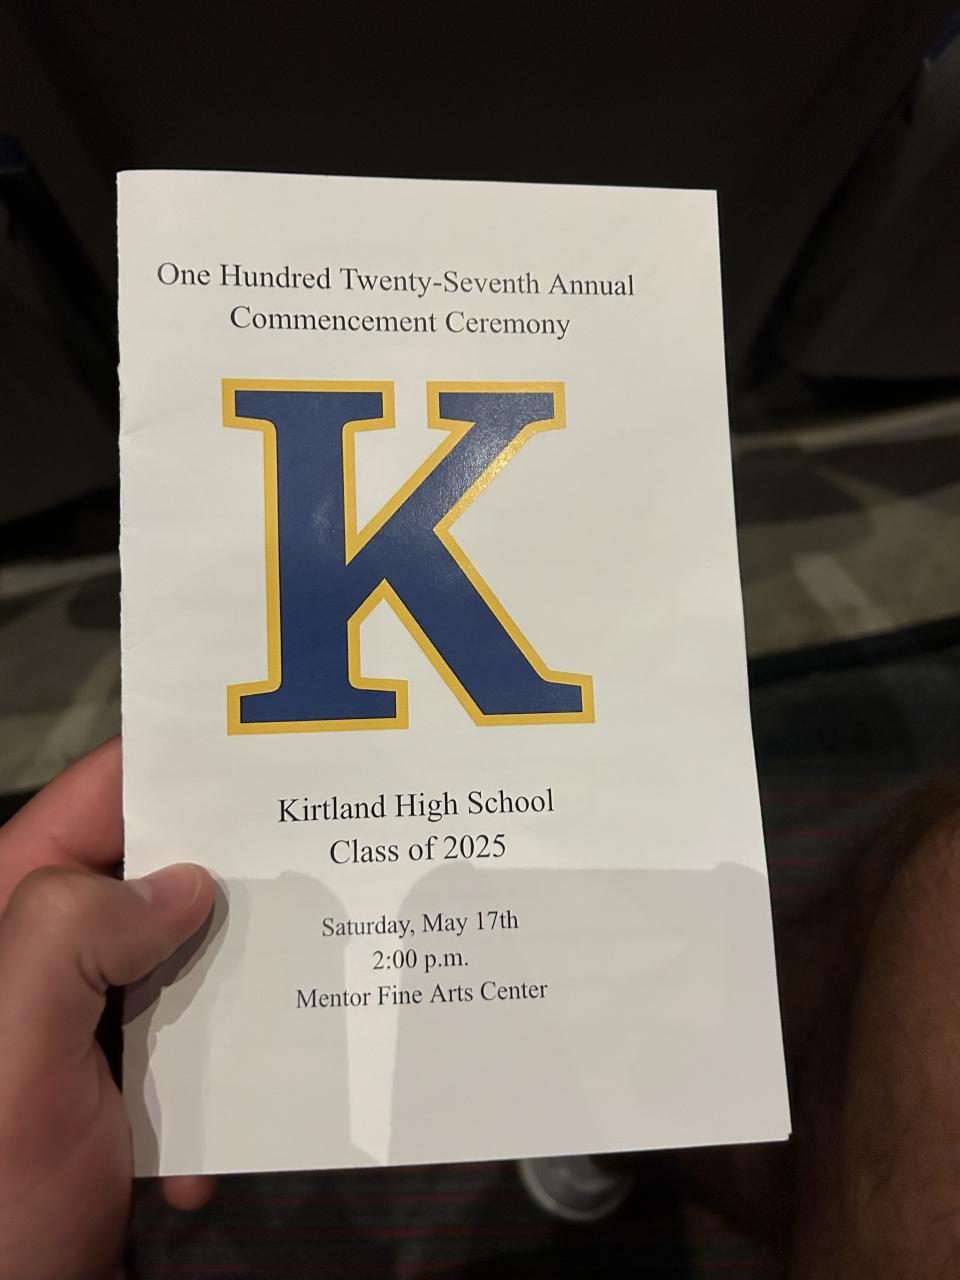 One Hundred Twenty-Seventh Annual
Commencement Ceremony
K
Kirtland High School
Class of 2025
Saturday, May 17th
2:00 p.m.
Mentor Fine Arts Center